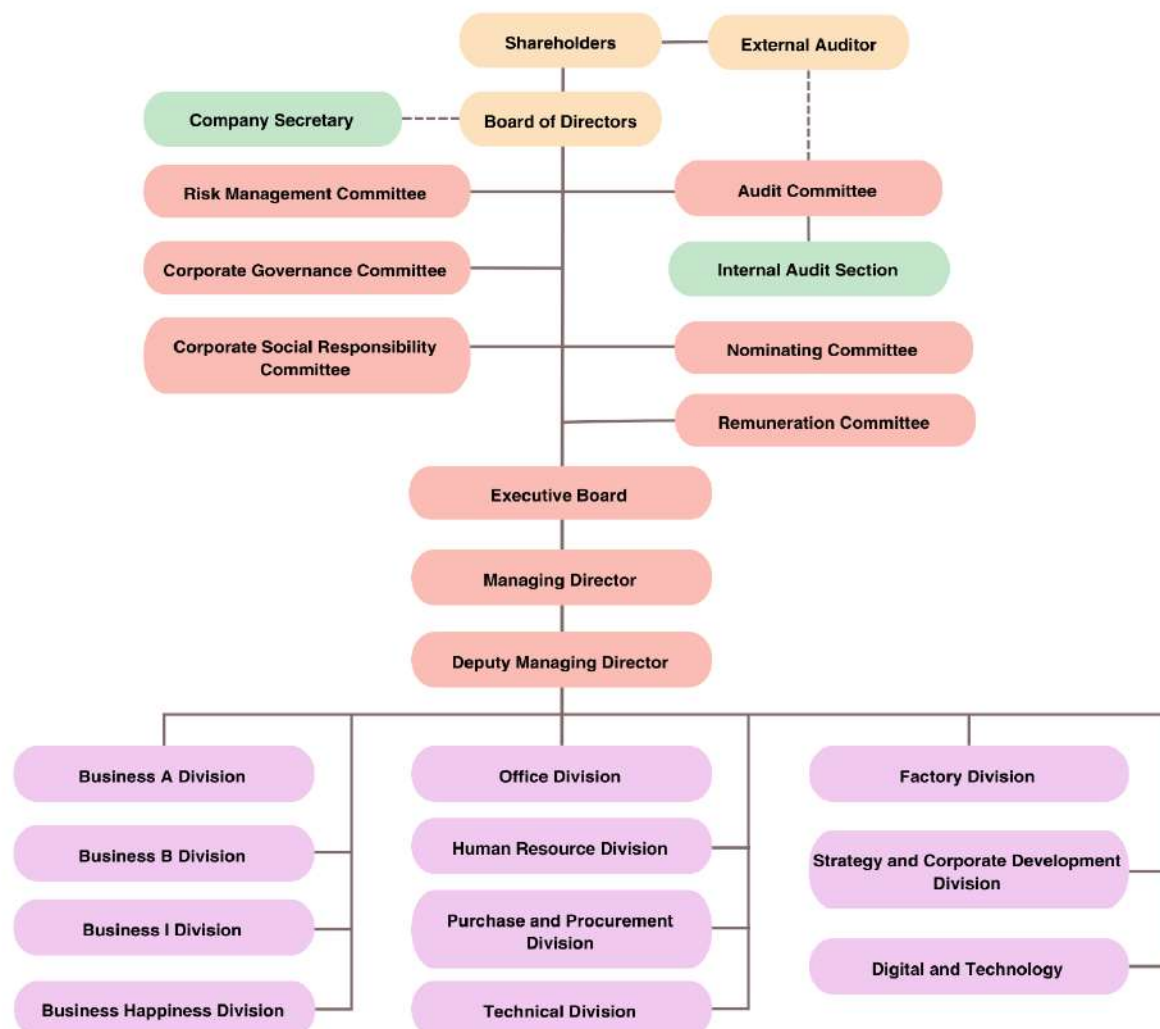 Shareholders
External Auditor
Company Secretary
Board of Directors
Risk Management Committee
Audit Committee
Corporate Governance Committee
Internal Audit Section
Corporate Social Responsibility
Committee
Nominating Committee
Remuneration Committee
Executive Board
Managing Director
Deputy Managing Director
Business A Division
Office Division
Factory Division
Business B Division
Human Resource Division
Strategy and Corporate Development
Division
Business I Division
Purchase and Procurement
Division
Digital and Technology
Business Happiness Division
Technical Division